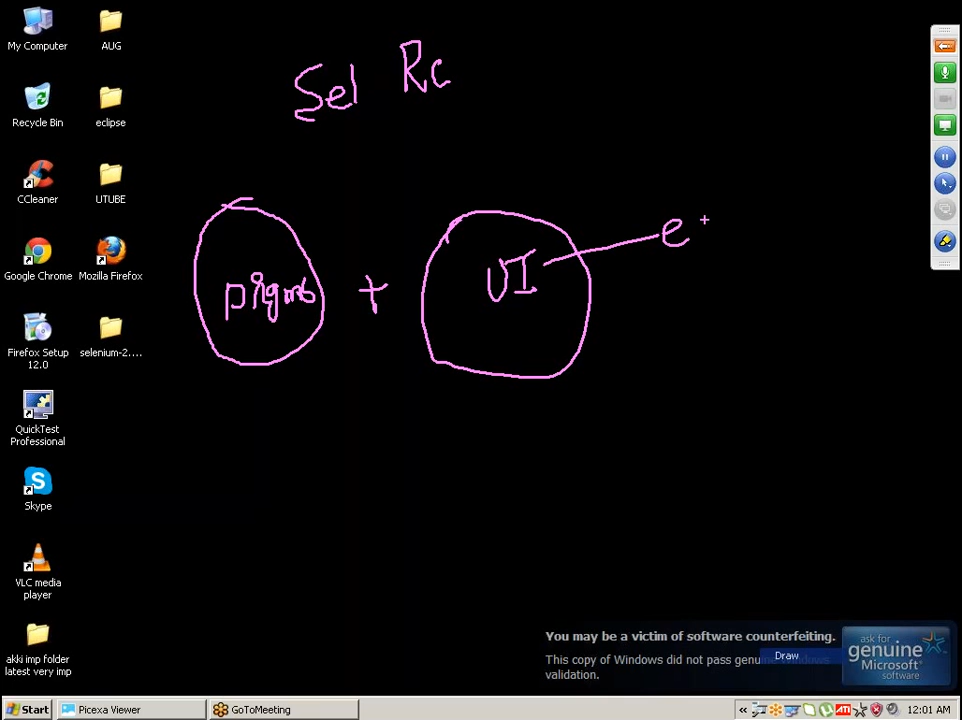 My Computer
AUG
Recycle Bin
eclipse
CCleaner
UTUBE
Google Chrome
Mozilla Firefox
Firefox Setup
12.0
selenium-2....
QuickTest
Professional
Skype
VLC media
player
akki imp folder
latest very imp
Sel Rc
+
UI
e
You may be a victim of software counterfeiting.
This copy of Windows did not pass genuine Windows
validation.
Draw
ask for
genuine
Microsoft
software
Start
Picexa Viewer
GoToMeeting
«
ATI
12:01 AM